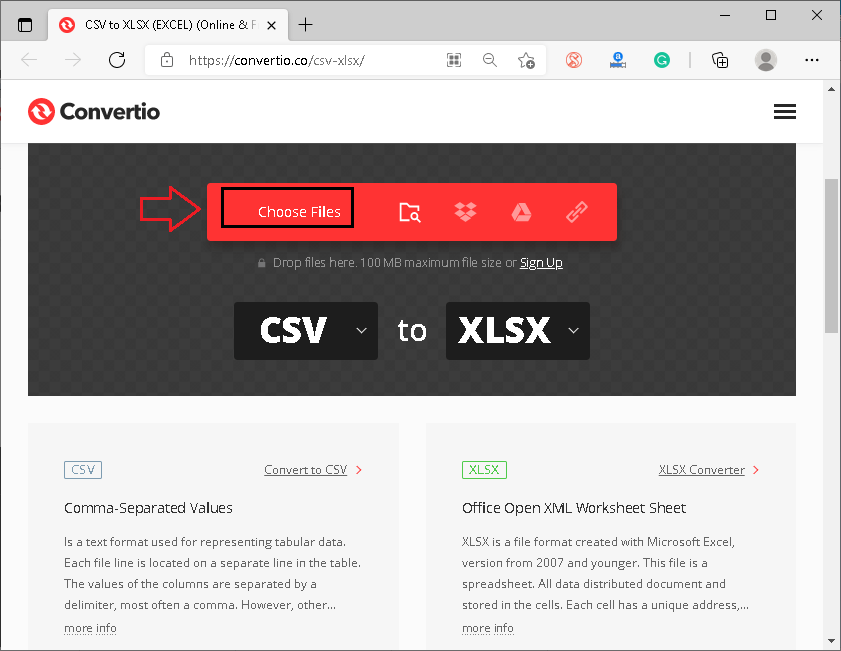 CSV to XLSX (EXCEL) (Online & F
https://convertio.co/csv-xlsx/
Convertio
Choose Files
Drop files here. 100 MB maximum file size or Sign Up
CSV to XLSX
CSV Convert to CSV
Comma-Separated Values
Is a text format used for representing tabular data.
Each file line is located on a separate line in the table.
The values of the columns are separated by a
delimiter, most often a comma. However, other...
more info
XLSX XLSX Converter
Office Open XML Worksheet Sheet
XLSX is a file format created with Microsoft Excel,
version from 2007 and younger. This file is a
spreadsheet. All data distributed document and
stored in the cells. Each cell has a unique address,...
more info